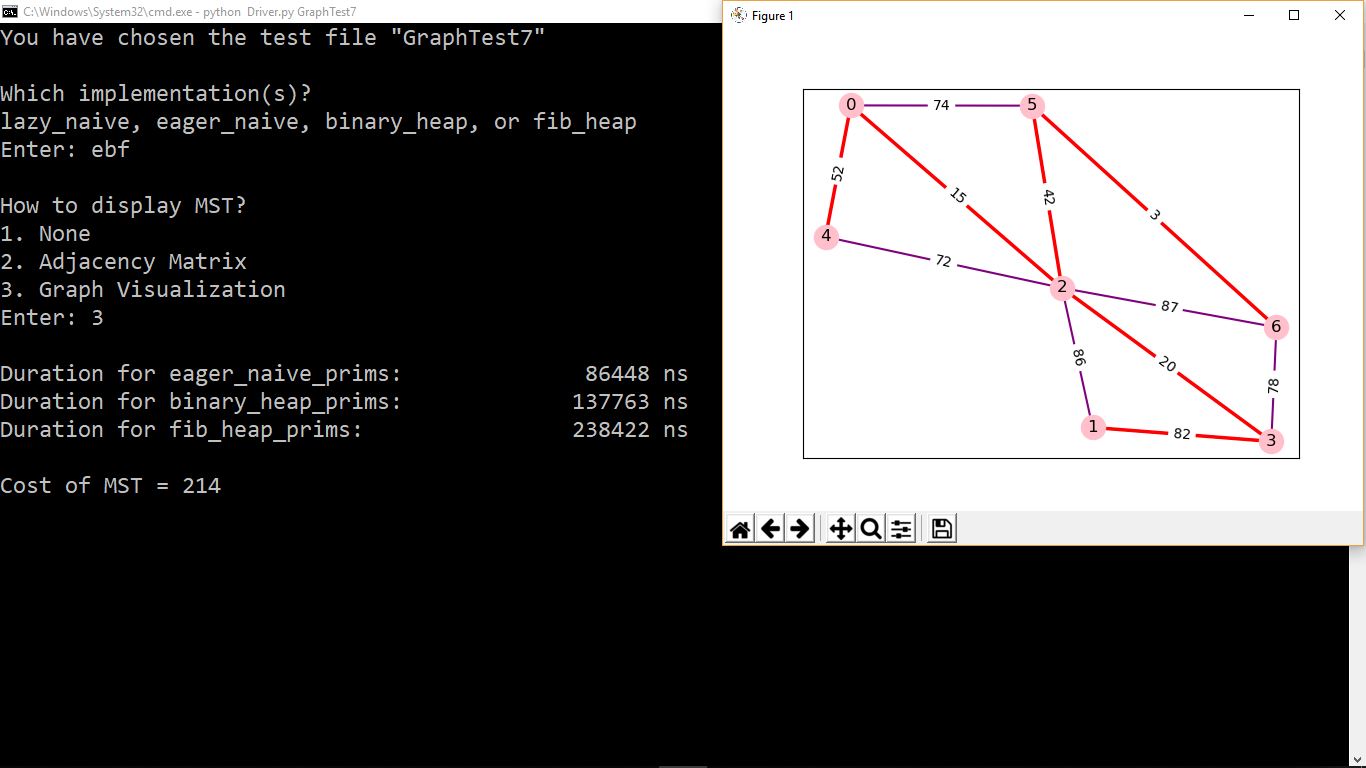 C:\Windows\System32\cmd.exe - python  Driver.py GraphTest7
You have chosen the test file "GraphTest7"
Which implementation(s)?
lazy_naive, eager_naive, binary_heap, or fib_heap
Enter: ebf
How to display MST?
1. None
2. Adjacency Matrix
3. Graph Visualization
Enter: 3
Duration for eager_naive_prims: 86448 ns
Duration for binary_heap_prims: 137763 ns
Duration for fib_heap_prims: 238422 ns
Cost of MST = 214
Figure 1
0 74 5
52
15
42
3
4
72
2
87
6
86
20
78
1 82 3